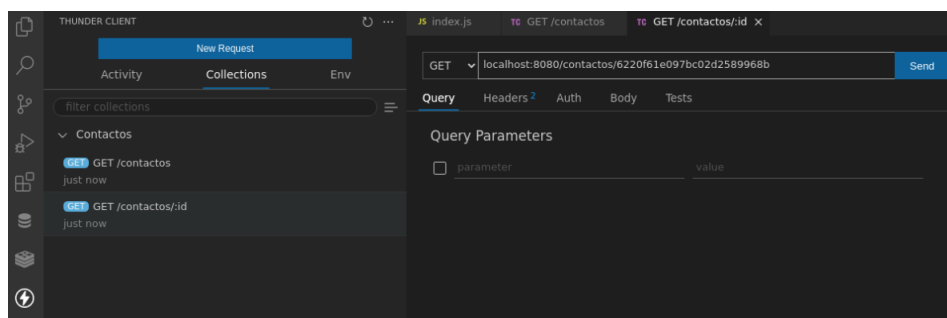 THUNDER CLIENT
New Request
Activity Collections Env
filter collections
Contactos
GET GET /contactos
just now
GET GET /contactos/:id
just now
JS index.js TC GET /contactos TC GET /contactos/:id
GET localhost:8080/contactos/6220f61e097bc02d2589968b Send
Query Headers 2 Auth Body Tests
Query Parameters
parameter value